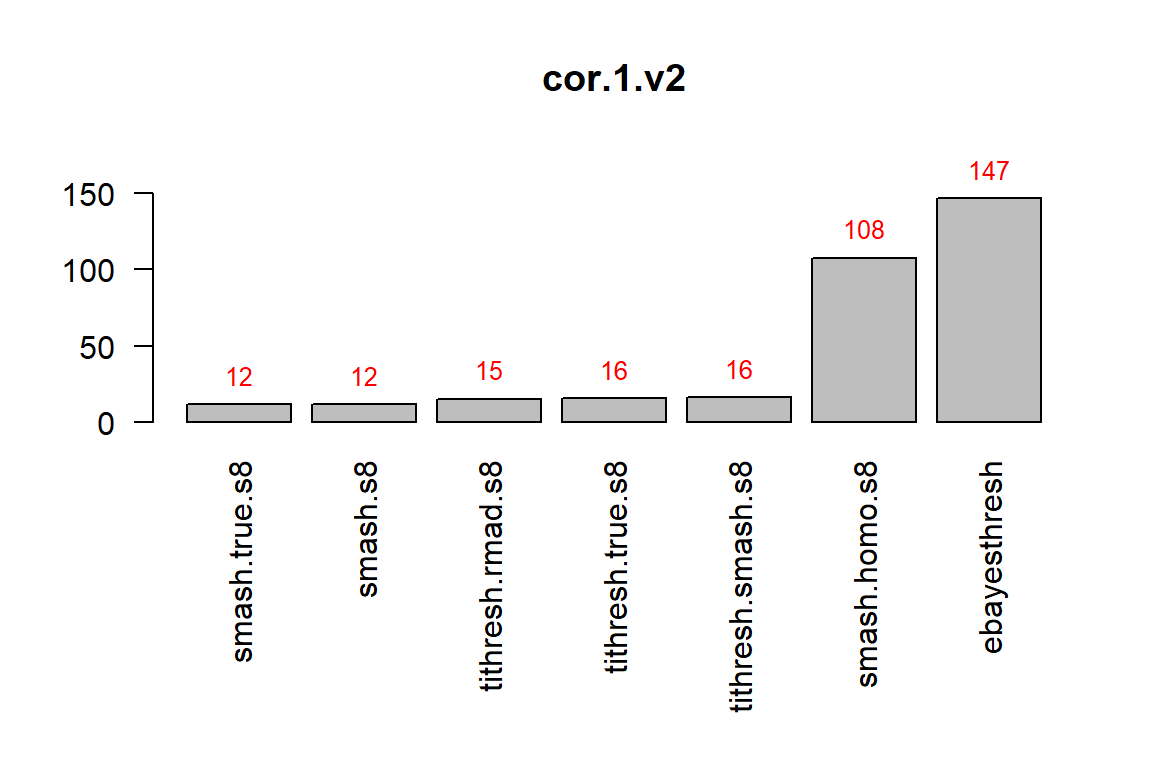 cor.1.v2
150
100
50
0
12
12
15
16
16
108
147
smash.true.s8
smash.s8
tithresh.rmad.s8
tithresh.true.s8
tithresh.smash.s8
smash.homo.s8
ebayesthresh